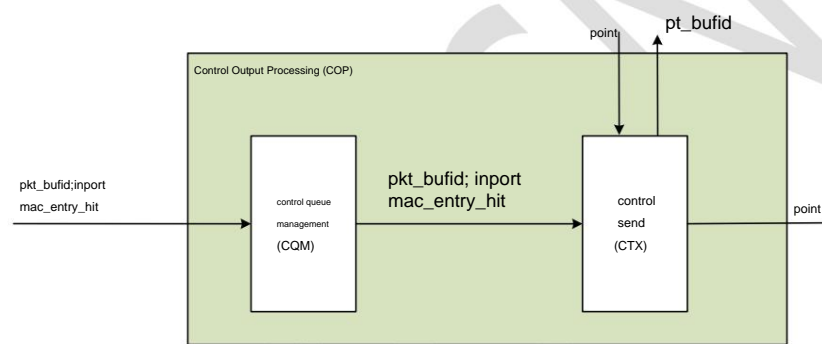 point
pt_bufid
Control Output Processing (COP)
pkt_bufid;inport
mac_entry_hit
control queue
management
(CQM)
pkt_bufid; inport
mac_entry_hit
control
send
(CTX)
point